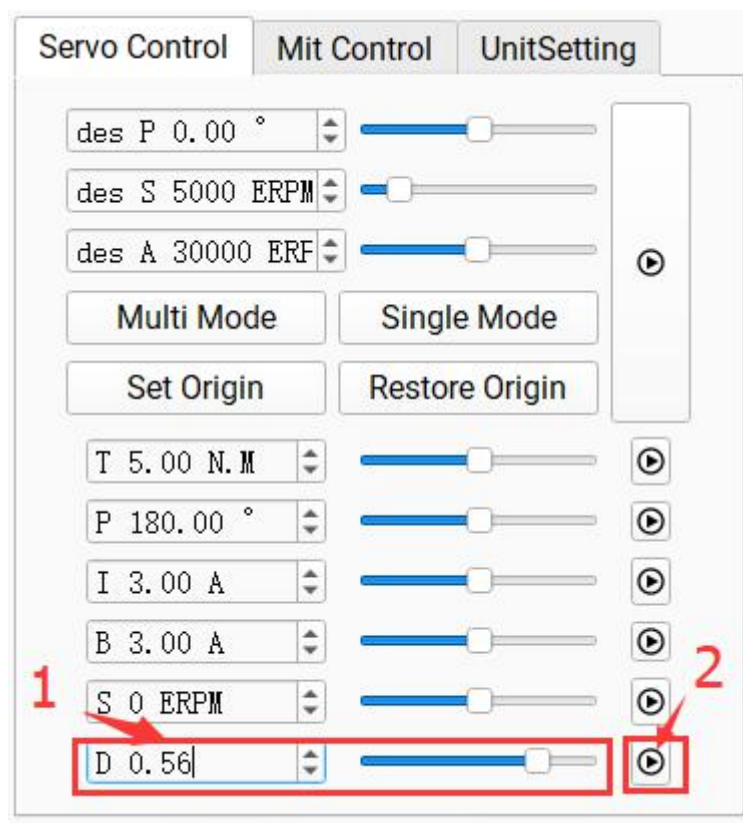 Servo Control Mit Control UnitSetting
des P 0.00 °
des S 5000 ERPM
des A 30000 ERP
Multi Mode Single Mode
Set Origin Restore Origin
T 5.00 N.M
P 180.00 °
I 3.00 A
B 3.00 A
1 S 0 ERPM 2
D 0.56